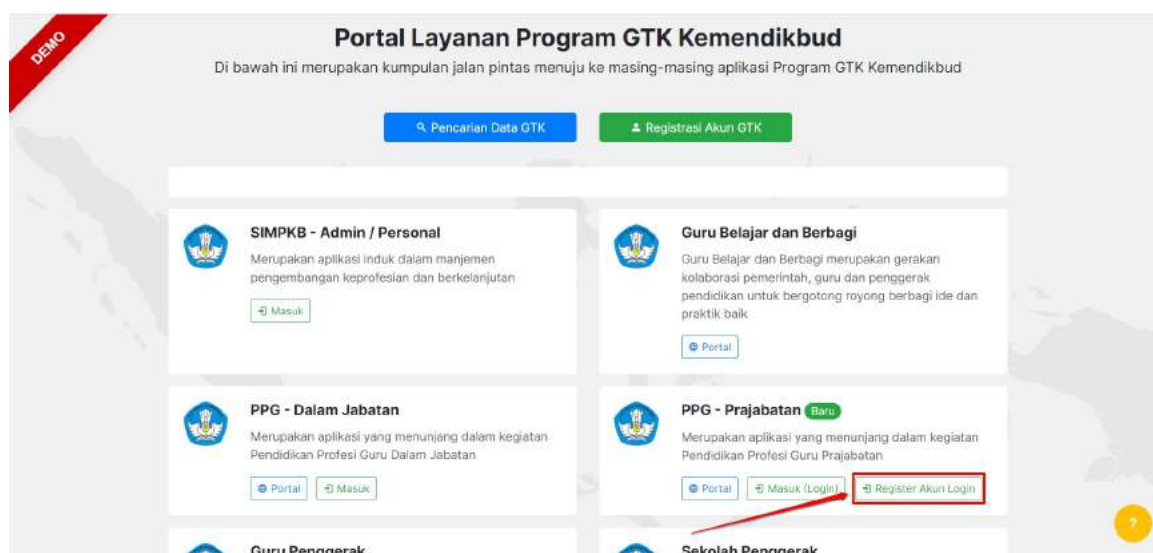 DEMO
Portal Layanan Program GTK Kemendikbud
Di bawah ini merupakan kumpulan jalan pintas menuju ke masing-masing aplikasi Program GTK Kemendikbud
Pencarian Data GTK
Registrasi Akun GTK
SIMPKB - Admin / Personal
Merupakan aplikasi induk dalam manjemen
pengembangan keprofesian dan berkelanjutan
Masuk
Guru Belajar dan Berbagi
Guru Belajar dan Berbagi merupakan gerakan
kolaborasi pemerintah, guru dan penggerak
pendidikan untuk bergotong royong berbagi ide dan
praktik baik
Portal
PPG - Dalam Jabatan
Merupakan aplikasi yang menunjang dalam kegiatan
Pendidikan Profesi Guru Dalam Jabatan
Portal
Masuk
PPG - Prajabatan Baru
Merupakan aplikasi yang menunjang dalam kegiatan
Pendidikan Profesi Guru Prajabatan
Portal
Masuk (Login)
Register Akun Login
?
Guru Penggerak
Sekolah Penggerak